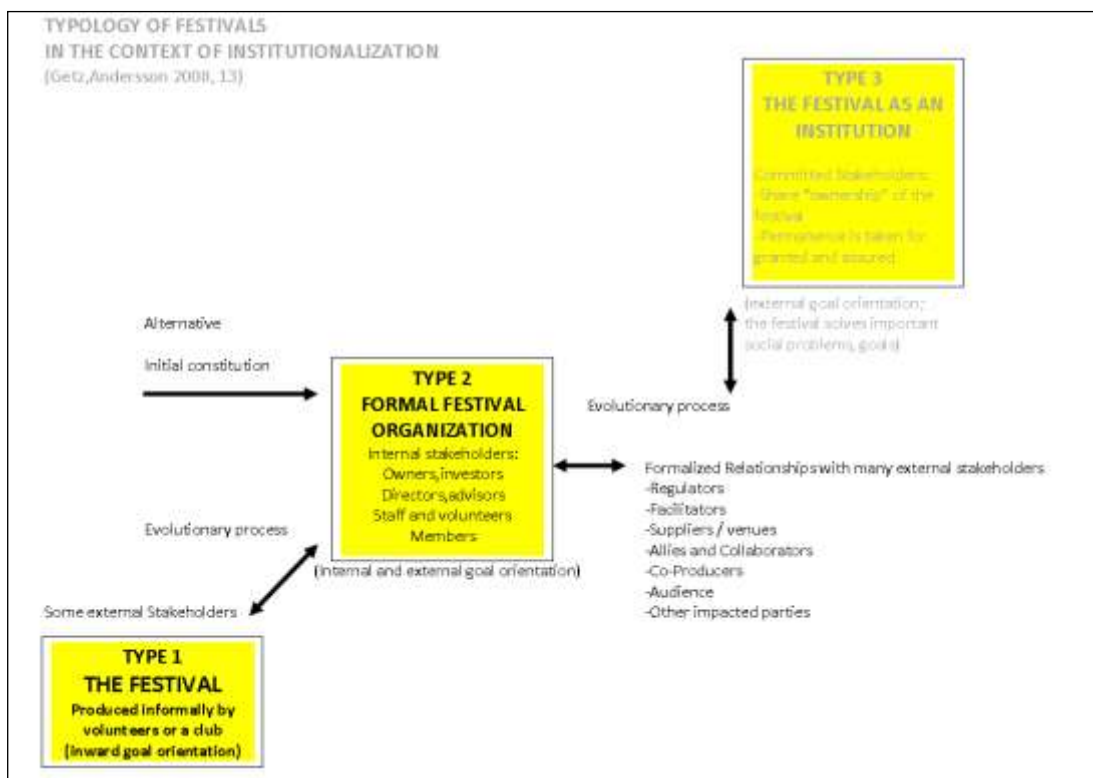 TYPOLOGY OF FESTIVALS
IN THE CONTEXT OF INSTITUTIONALIZATION
(Getz,Andersson 2008, 13)
TYPE 3
THE FESTIVAL AS AN
INSTITUTION
Committed Stakeholders:
-Share "ownership" of the
festival
-Permanence is taken for
granted and assured
(external goal orientation;
the festival solves important
social problems, goals)
Alternative
Initial constitution
TYPE 2
FORMAL FESTIVAL
ORGANIZATION
Internal stakeholders:
Owners,investors
Directors,advisors
Staff and volunteers
Members
(Internal and external goal orientation)
Evolutionary process
Formalized Relationships with many external stakeholders
-Regulators
-Facilitators
-Suppliers / venues
-Allies and Collaborators
-Co-Producers
-Audience
-Other impacted parties
Evolutionary process
Some external Stakeholders
TYPE 1
THE FESTIVAL
Produced informally by
volunteers or a club
(inward goal orientation)